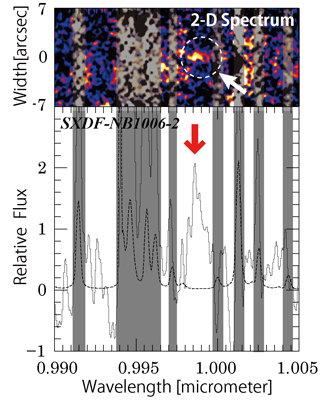 2-D Spectrum
7
0
-7
Width[arcsec]
SXDF-NB1006-2
2
1
0
-1
Relative Flux
0.990 0.995 1.000 1.005
Wavelength [micrometer]